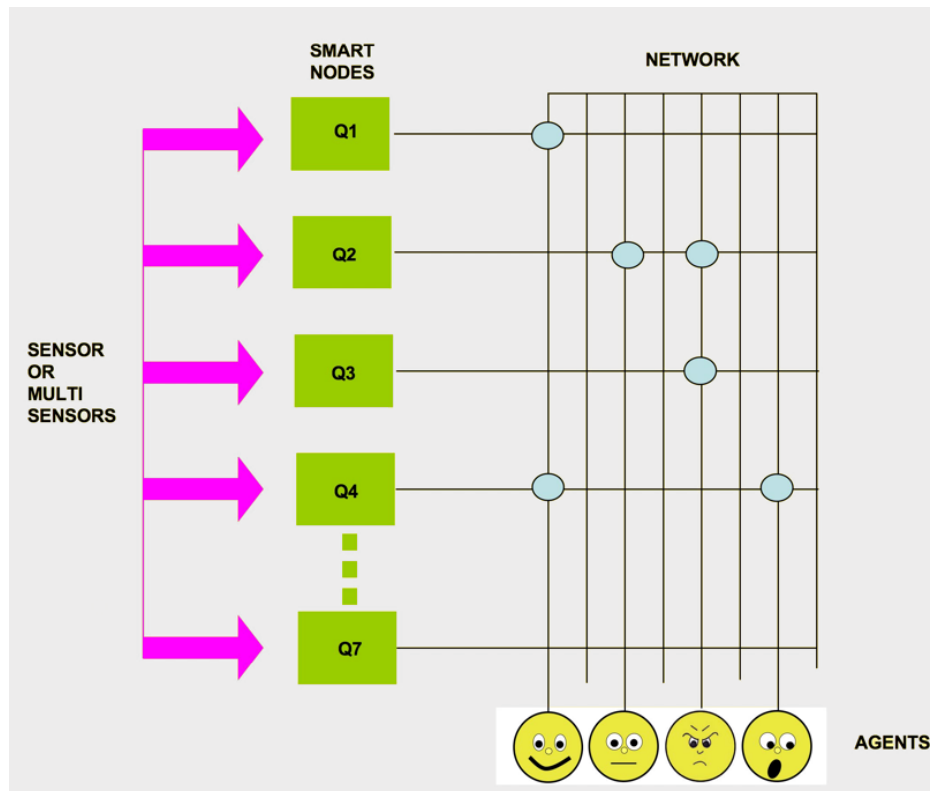 SMART
NODES
NETWORK
Q1
Q2
SENSOR
OR
MULTI
SENSORS
Q3
Q4
Q7
AGENTS